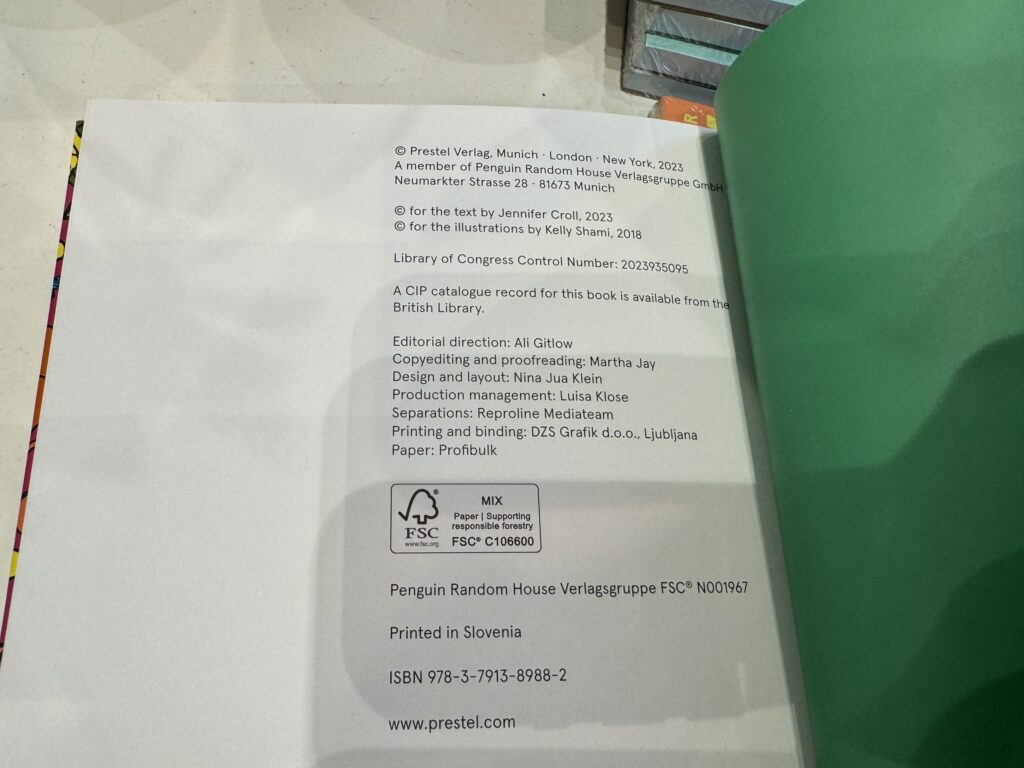 © Prestel Verlag, Munich · London · New York, 2023
A member of Penguin Random House Verlagsgruppe GmbH
Neumarkter Strasse 28 · 81673 Munich
© for the text by Jennifer Croll, 2023
© for the illustrations by Kelly Shami, 2018
Library of Congress Control Number: 2023935095
A CIP catalogue record for this book is available from the
British Library.
Editorial direction: Ali Gitlow
Copyediting and proofreading: Martha Jay
Design and layout: Nina Jua Klein
Production management: Luisa Klose
Separations: Reproline Mediateam
Printing and binding: DZS Grafik d.o.o., Ljubljana
Paper: Profibulk
FSC
www.fsc.org
MIX
Paper | Supporting
responsible forestry
FSC® C106600
Penguin Random House Verlagsgruppe FSC® N001967
Printed in Slovenia
ISBN 978-3-7913-8988-2
www.prestel.com